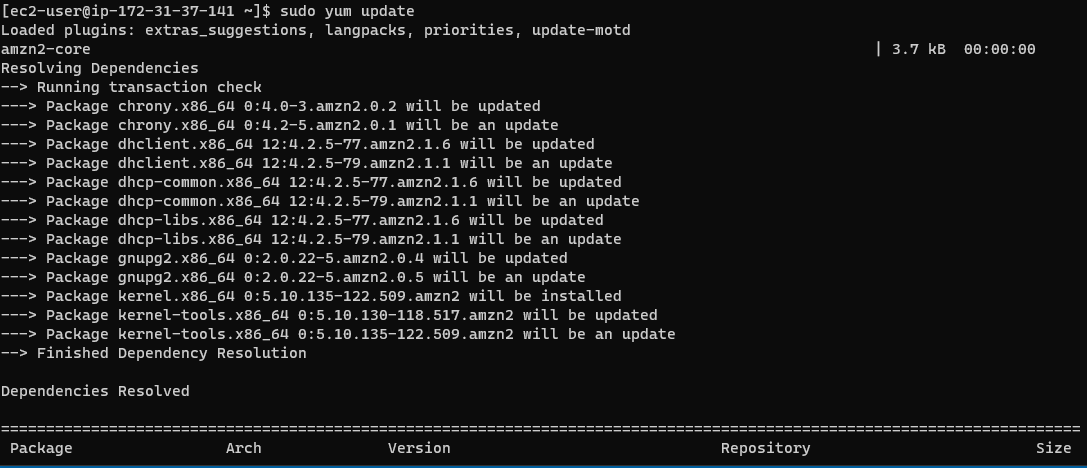 [ec2-user@ip-172-31-37-141 ~]$ sudo yum update
Loaded plugins: extras_suggestions, langpacks, priorities, update-motd
amzn2-core | 3.7 kB 00:00:00
Resolving Dependencies
--> Running transaction check
---> Package chrony.x86_64 0:4.0-3.amzn2.0.2 will be updated
---> Package chrony.x86_64 0:4.2-5.amzn2.0.1 will be an update
---> Package dhclient.x86_64 12:4.2.5-77.amzn2.1.6 will be updated
---> Package dhclient.x86_64 12:4.2.5-79.amzn2.1.1 will be an update
---> Package dhcp-common.x86_64 12:4.2.5-77.amzn2.1.6 will be updated
---> Package dhcp-common.x86_64 12:4.2.5-79.amzn2.1.1 will be an update
---> Package dhcp-libs.x86_64 12:4.2.5-77.amzn2.1.6 will be updated
---> Package dhcp-libs.x86_64 12:4.2.5-79.amzn2.1.1 will be an update
---> Package gnupg2.x86_64 0:2.0.22-5.amzn2.0.4 will be updated
---> Package gnupg2.x86_64 0:2.0.22-5.amzn2.0.5 will be an update
---> Package kernel.x86_64 0:5.10.135-122.509.amzn2 will be installed
---> Package kernel-tools.x86_64 0:5.10.130-118.517.amzn2 will be updated
---> Package kernel-tools.x86_64 0:5.10.135-122.509.amzn2 will be an update
--> Finished Dependency Resolution
Dependencies Resolved
================================================================================
Package Arch Version Repository Size